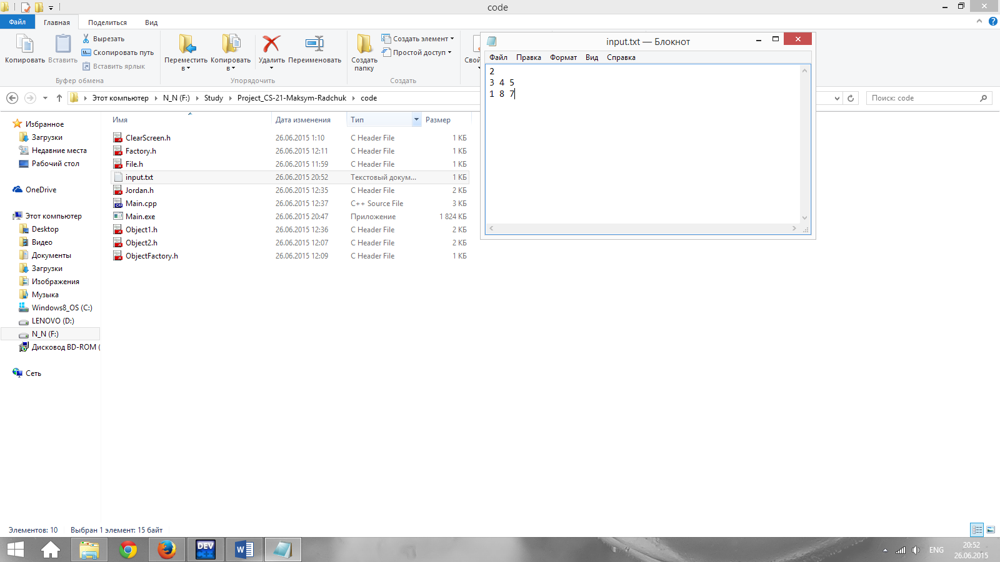 code
Файл Главная Поделиться Вид
Копировать
Вставить
Вырезать
Скопировать путь
Вставить ярлык
Буфер обмена
Переместить в
Копировать в
Удалить
Переименовать
Упорядочить
Создать папку
Создать элемент
Простой доступ
Создать
Свой
Этот компьютер N_N (F:) Study Project_CS-21-Maksym-Radchuk code
Поиск: code
Избранное
Загрузки
Недавние места
Рабочий стол
OneDrive
Этот компьютер
Desktop
Видео
Документы
Загрузки
Изображения
Музыка
Windows8_OS (C:)
LENOVO (D:)
N_N (F:)
Дисковод BD-ROM (
Сеть
Имя Дата изменения Тип Размер
ClearScreen.h 26.06.2015 1:10 C Header File 1 КБ
Factory.h 26.06.2015 12:11 C Header File 1 КБ
File.h 26.06.2015 11:59 C Header File 1 КБ
input.txt 26.06.2015 20:52 Текстовый докум... 1 КБ
Jordan.h 26.06.2015 12:35 C Header File 2 КБ
Main.cpp 26.06.2015 12:37 C++ Source File 3 КБ
Main.exe 26.06.2015 20:47 Приложение 1 824 КБ
Object1.h 26.06.2015 12:36 C Header File 2 КБ
Object2.h 26.06.2015 12:07 C Header File 2 КБ
ObjectFactory.h 26.06.2015 12:09 C Header File 1 КБ
input.txt — Блокнот
Файл Правка Формат Вид Справка
2
3 4 5
1 8 7
Элементов: 10 Выбран 1 элемент: 15 байт
DEV
ENG
20:52
26.06.2015